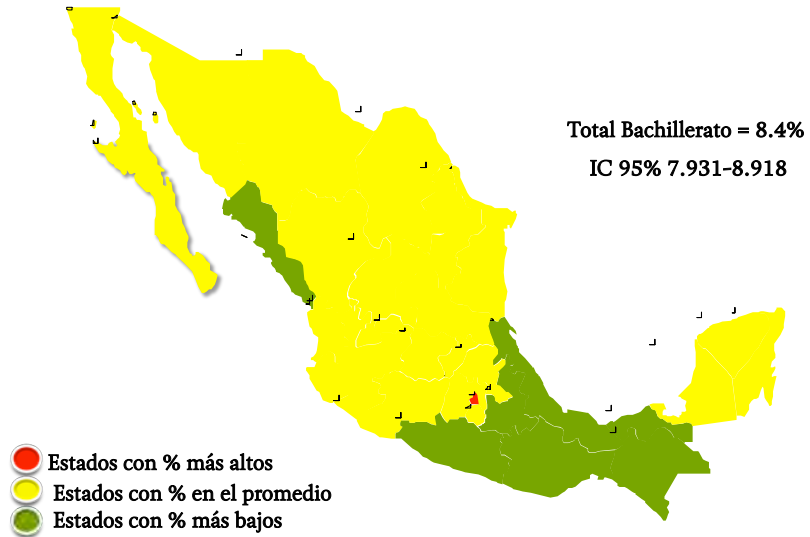 Total Bachillerato = 8.4%
IC 95% 7.931-8.918
Estados con % más altos
Estados con % en el promedio
Estados con % más bajos